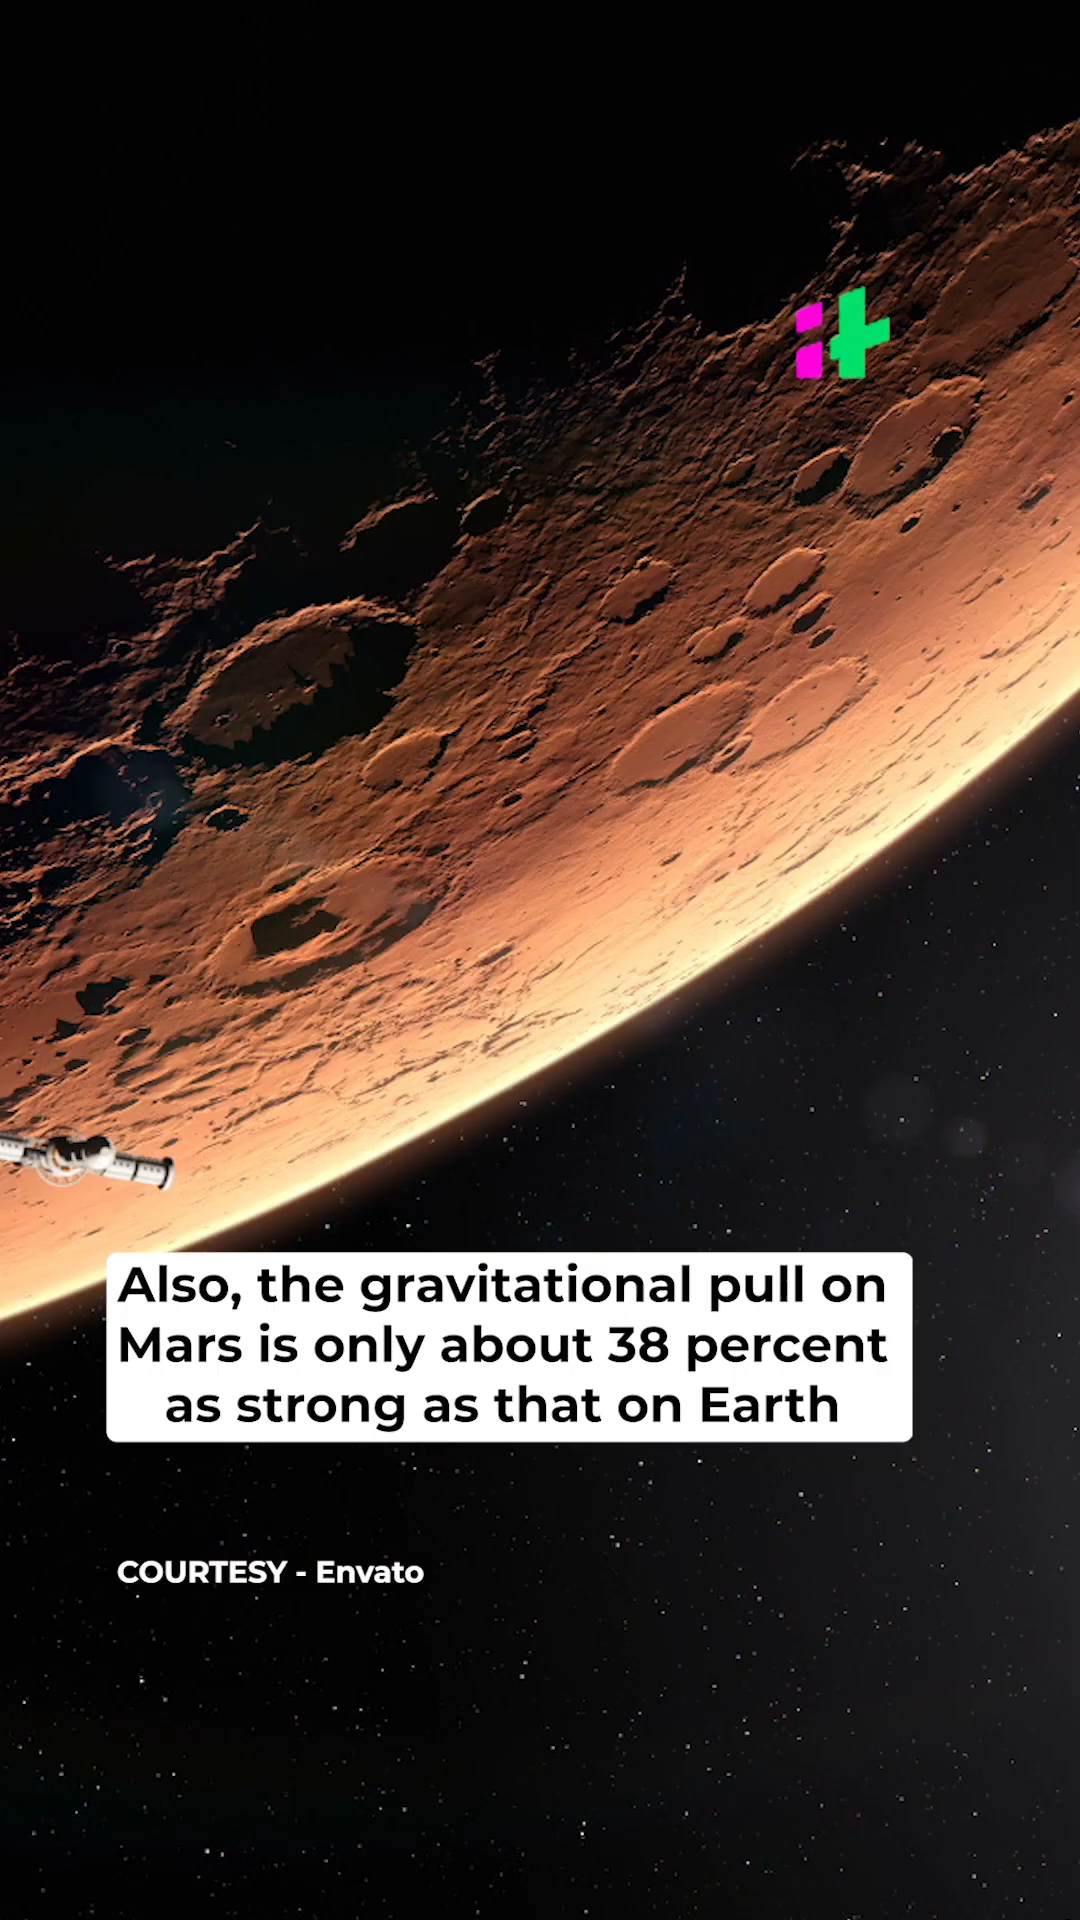 it
Also, the gravitational pull on
Mars is only about 38 percent
as strong as that on Earth
COURTESY - Envato